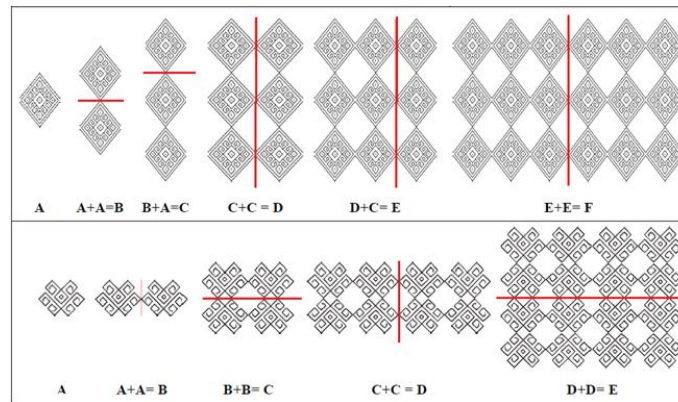 A A+A=B B+A=C C+C = D D+C= E E+E= F
A A+A= B B+B= C C+C = D D+D= E